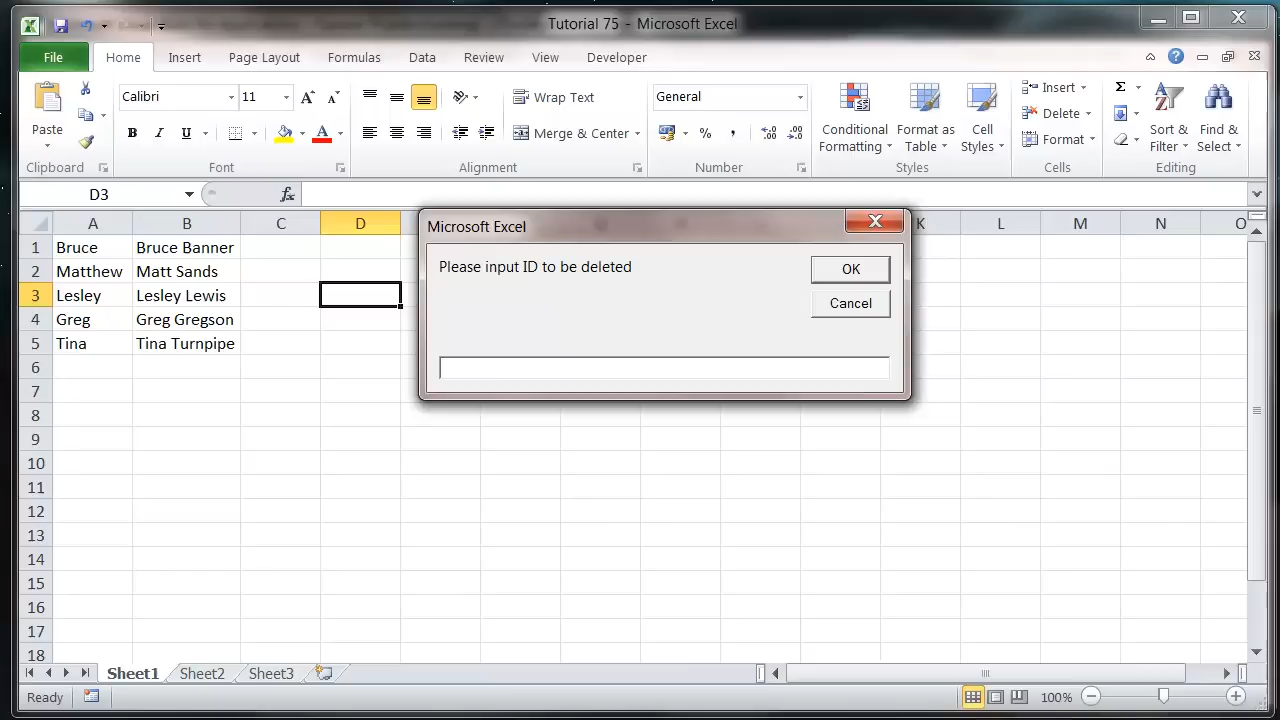 Tutorial 75 - Microsoft Excel
File Home Insert Page Layout Formulas Data Review View Developer
Calibri 11 Wrap Text General Insert
Paste B I U Merge & Center % , Conditional Formatting Format as Table Cell Styles Delete Format Sort & Filter Find & Select
Clipboard Font Alignment Number Styles Cells Editing
D3 fx
A B C D K L M N O
1 Bruce Bruce Banner
2 Matthew Matt Sands
3 Lesley Lesley Lewis
4 Greg Greg Gregson
5 Tina Tina Turnpipe
6
7
8
9
10
11
12
13
14
15
16
17
18
Microsoft Excel
Please input ID to be deleted
OK
Cancel
Sheet1 Sheet2 Sheet3
Ready 100%